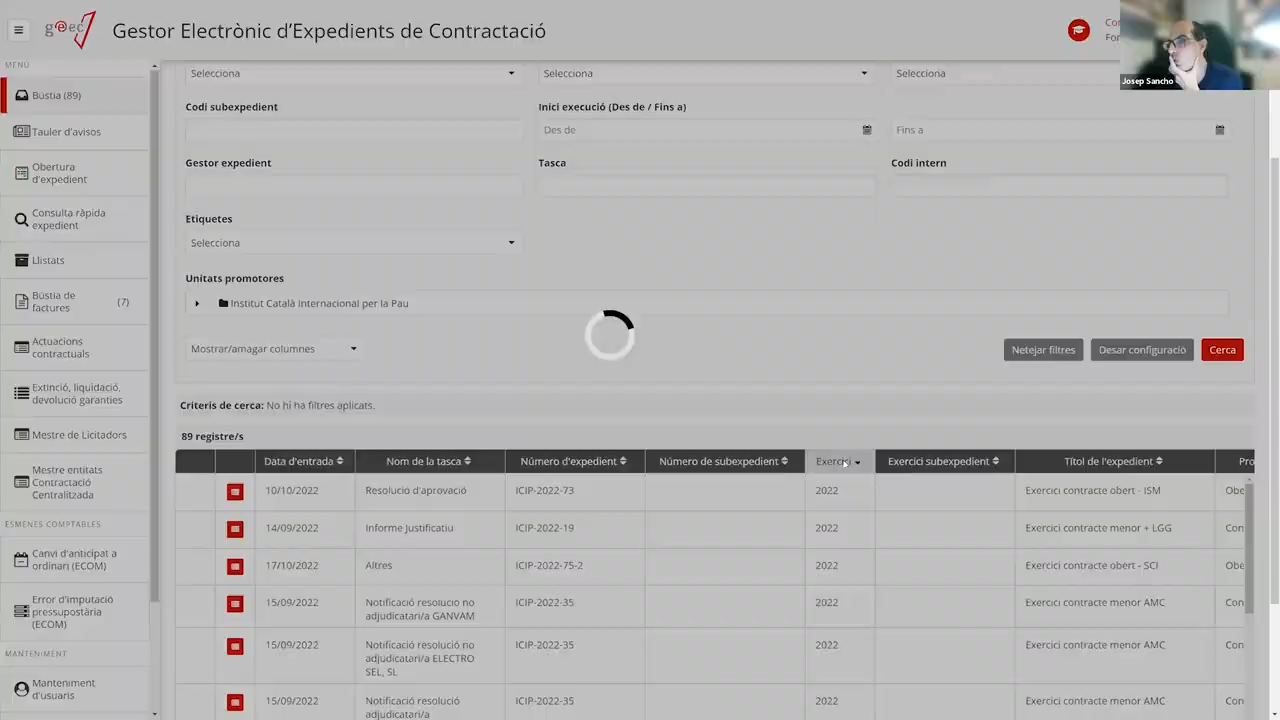 geec
Gestor Electrònic d'Expedients de Contractació
Con
For
Josep Sancho
MENÚ
Bústia (89)
Tauler d'avisos
Obertura
d'expedient
Consulta ràpida
expedient
Llistats
Bústia de
factures
(7)
Actuacions
contractuals
Extinció, liquidació,
devolució garanties
Mestre de Licitadors
Mestre entitats
Contractació
Centralitzada
ESMENES COMPTABLES
Canvi d'anticipat a
ordinari (ECOM)
Error d'imputació
pressupostària
(ECOM)
MANTENIMENT
Manteniment
d'usuaris
Selecciona
Selecciona
Selecciona
Codi subexpedient
Inici execució (Des de / Fins a)
Des de
Fins a
Gestor expedient
Tasca
Codi intern
Etiquetes
Selecciona
Unitats promotores
Institut Català Internacional per la Pau
Mostrar/amagar columnes
Netejar filtres
Desar configuració
Cerca
Criteris de cerca: No hi ha filtres aplicats.
89 registre/s
Data d'entrada Nom de la tasca Número d'expedient Número de subexpedient Exercici Exercici subexpedient Títol de l'expedient Pro
10/10/2022 Resolució d'aprovació ICIP-2022-73 2022 Exercici contracte obert - ISM Obe
14/09/2022 Informe Justificatiu ICIP-2022-19 2022 Exercici contracte menor + LGG Con
17/10/2022 Altres ICIP-2022-75-2 2022 Exercici contracte obert - SCI Obe
15/09/2022 Notificació resolució no ICIP-2022-35 2022 Exercici contracte menor AMC Con
adjudicatari/a GANVAM
15/09/2022 Notificació resolució no ICIP-2022-35 2022 Exercici contracte menor AMC Con
adjudicatari/a ELECTRO
SEL, SL
15/09/2022 Notificació resolució ICIP-2022-35 2022 Exercici contracte menor AMC Con
adjudicatari/a